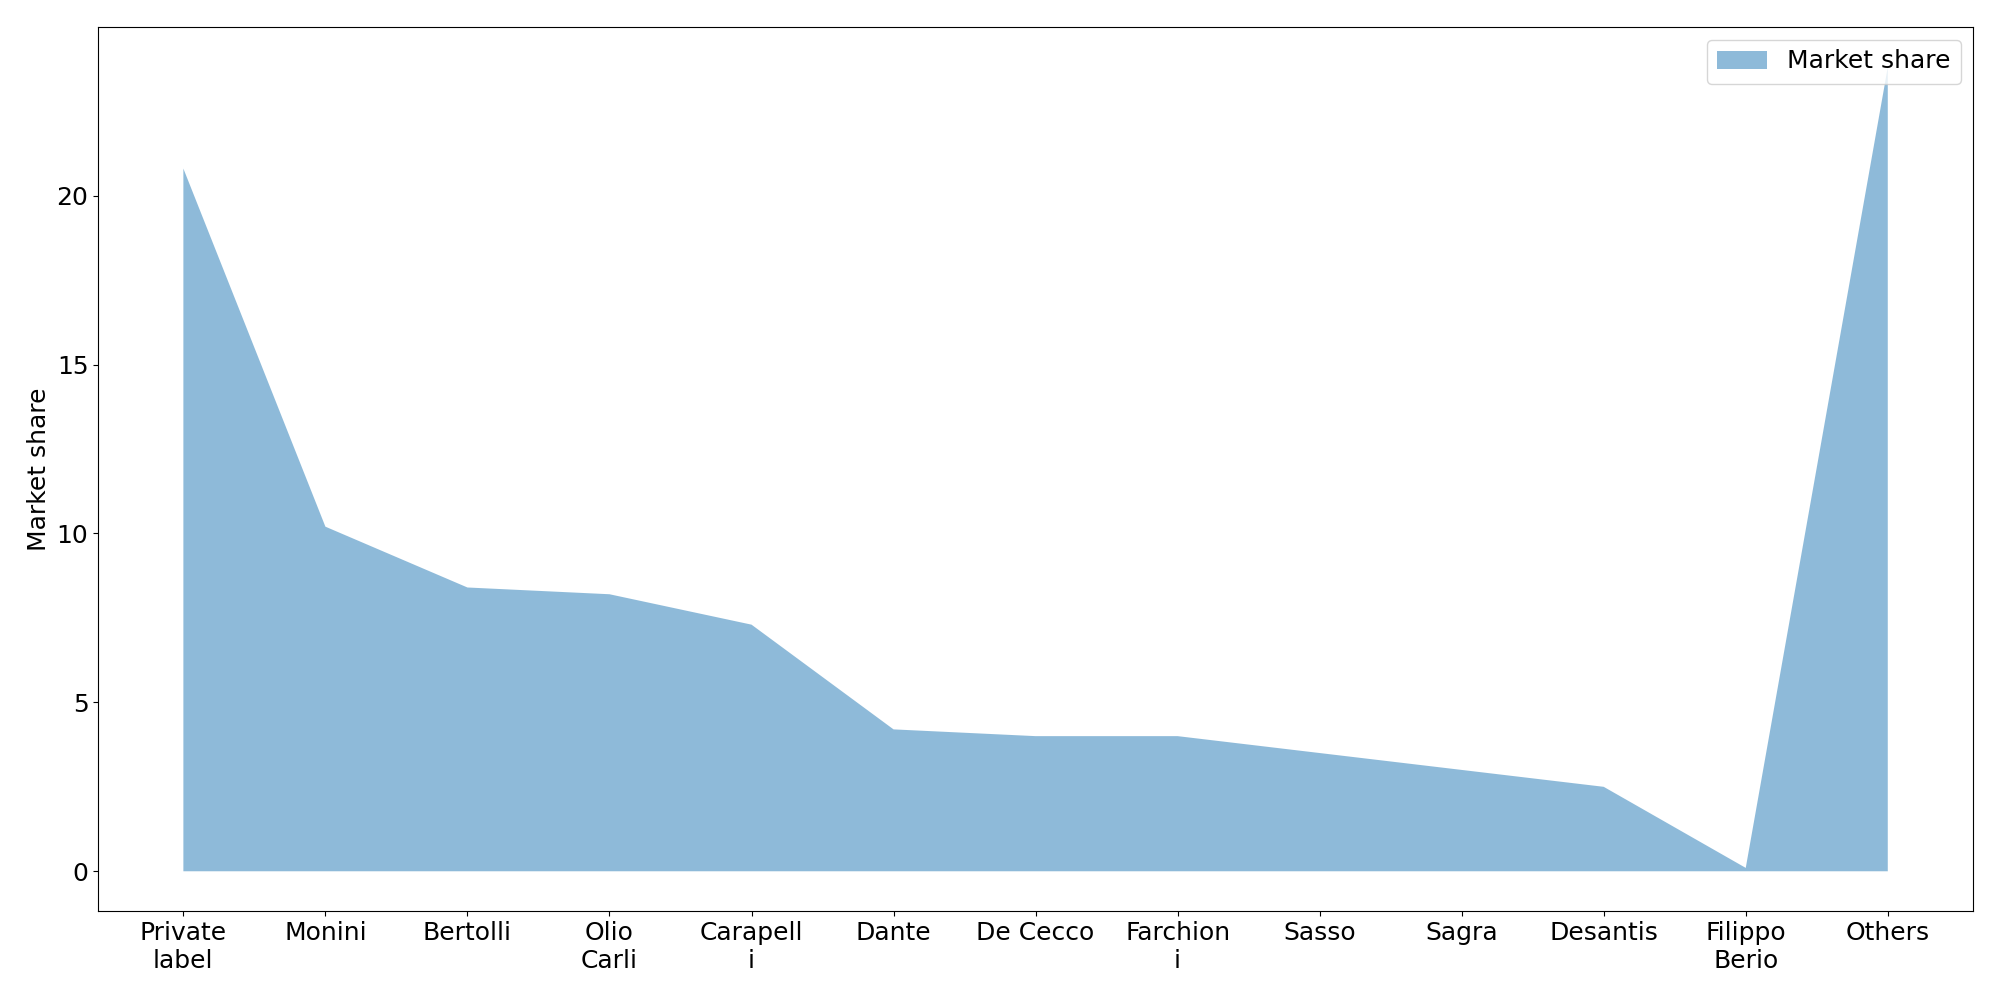 Market share
Market share
20
15
10
5
0
Private
label
Monini
Bertolli
Olio
Carli
Carapell
i
Dante
De Cecco
Farchion
i
Sasso
Sagra
Desantis
Filippo
Berio
Others